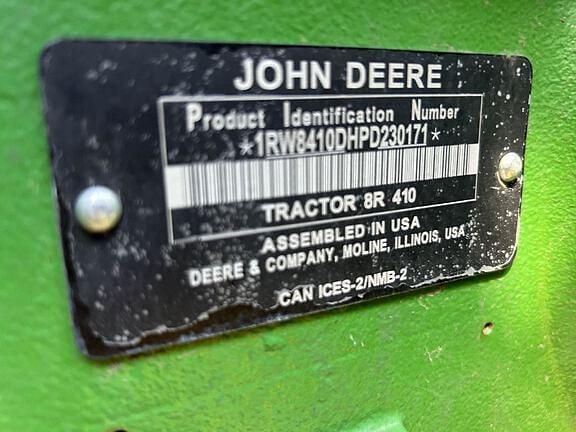 JOHN DEERE
Product Identification Number
*1RW8410DHPD230171*
TRACTOR 8R 410
ASSEMBLED IN USA
DEERE & COMPANY, MOLINE, ILLINOIS, USA
CAN ICES-2/NMB-2